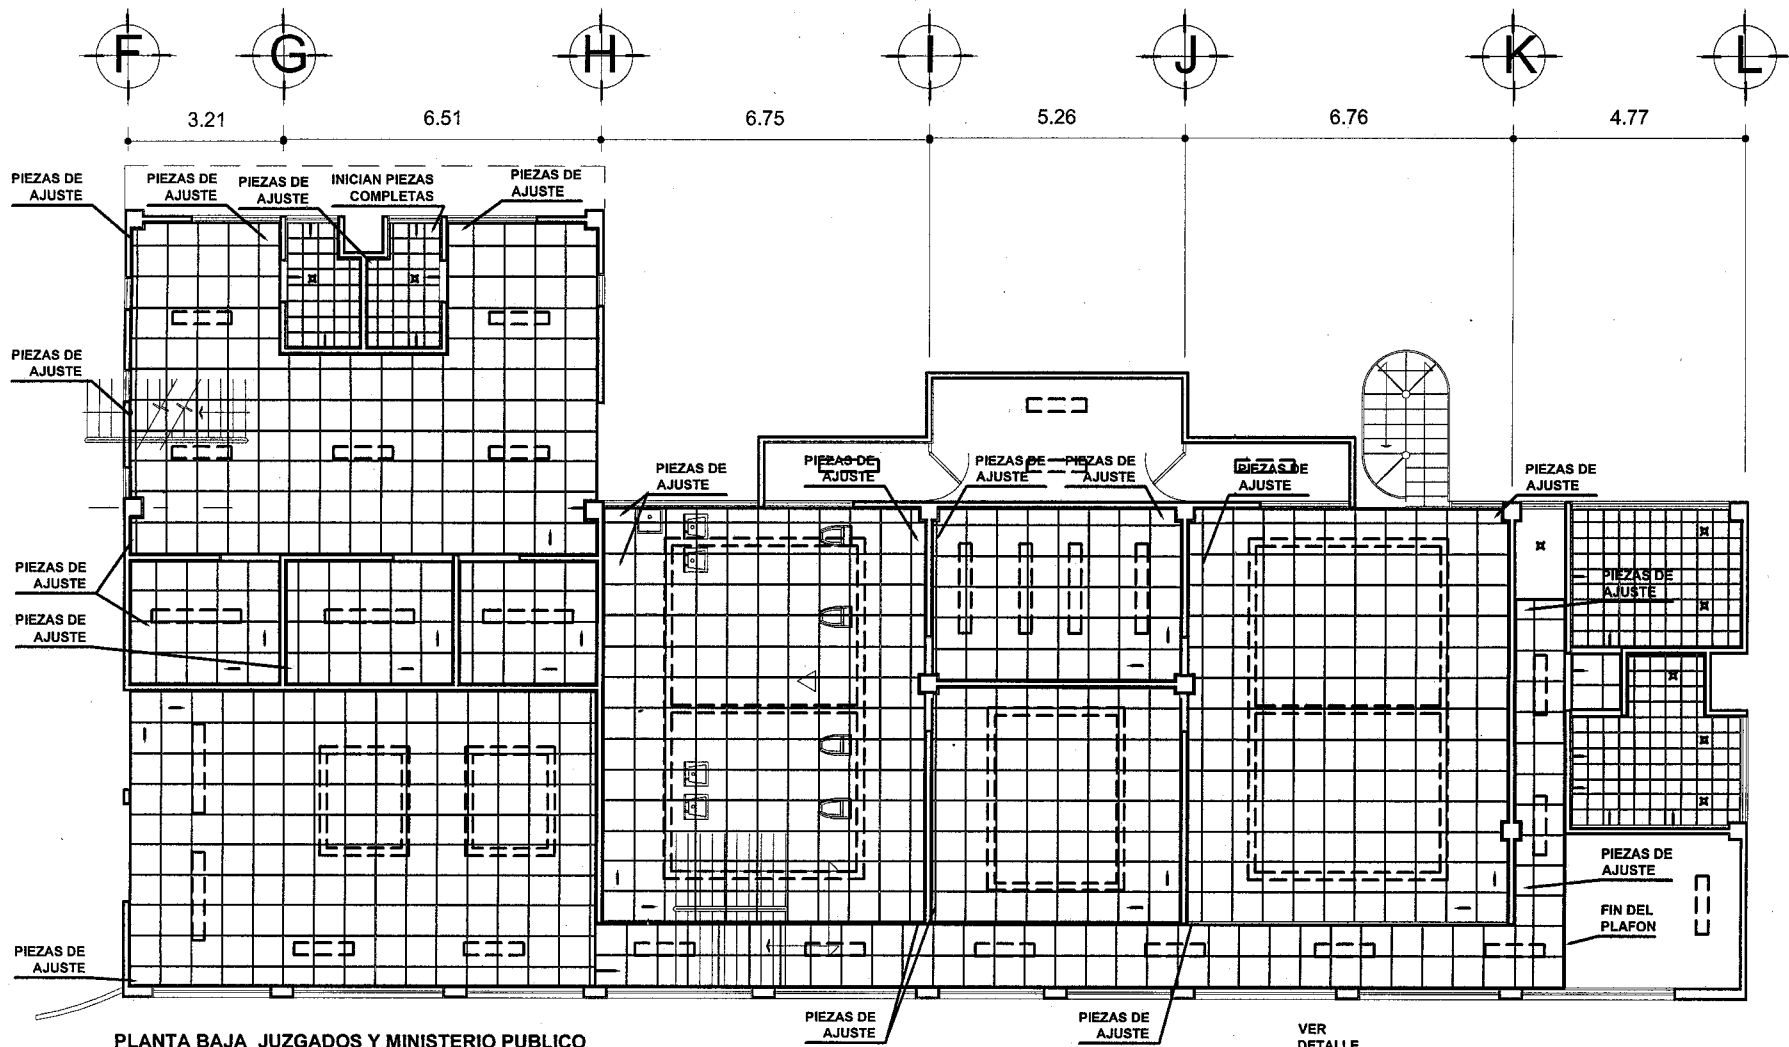 F G H I J K L
3.21 6.51 6.75 5.26 6.76 4.77
PIEZAS DE
AJUSTE
PIEZAS DE
AJUSTE
PIEZAS DE
AJUSTE
INICIAN PIEZAS
COMPLETAS
PIEZAS DE
AJUSTE
PIEZAS DE
AJUSTE
PIEZAS DE
AJUSTE
PIEZAS DE
AJUSTE
PIEZAS DE
AJUSTE
PIEZAS DE
AJUSTE
PIEZAS DE
AJUSTE
PIEZAS DE
AJUSTE
PIEZAS DE
AJUSTE
PIEZAS DE
AJUSTE
PIEZAS DE
AJUSTE
PIEZAS DE
AJUSTE
PIEZAS DE
AJUSTE
FIN DEL
PLAFON
PIEZAS DE
AJUSTE
PIEZAS DE
AJUSTE
PIEZAS DE
AJUSTE
VER
DETALLE
PLANTA BAJA JUZGADOS Y MINISTERIO PUBLICO